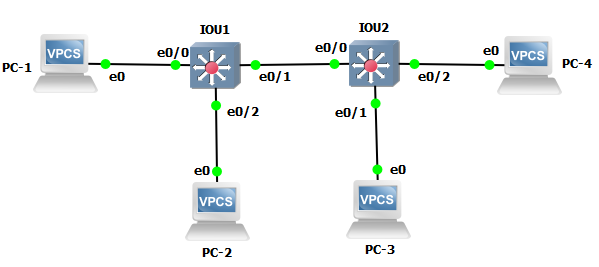 IOU1
IOU2
VPCS
PC-1
e0
e0/0
e0/1
e0/0
e0/2
e0
VPCS
PC-4
e0/2
e0/1
e0
e0
VPCS
VPCS
PC-2
PC-3